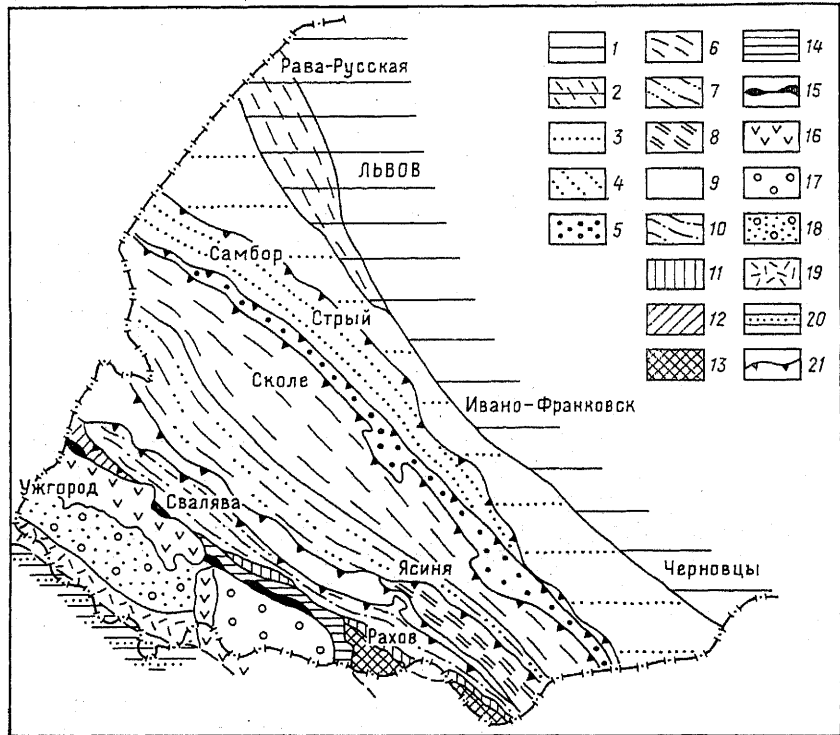 Рава-Русская
ЛЬВОВ
Самбор
Стрый
Сколе
Ивано-Франковск
Ужгород
Свалява
Ясиня
Черновцы
Рахов
1
2
3
4
5
6
7
8
9
10
11
12
13
14
15
16
17
18
19
20
21